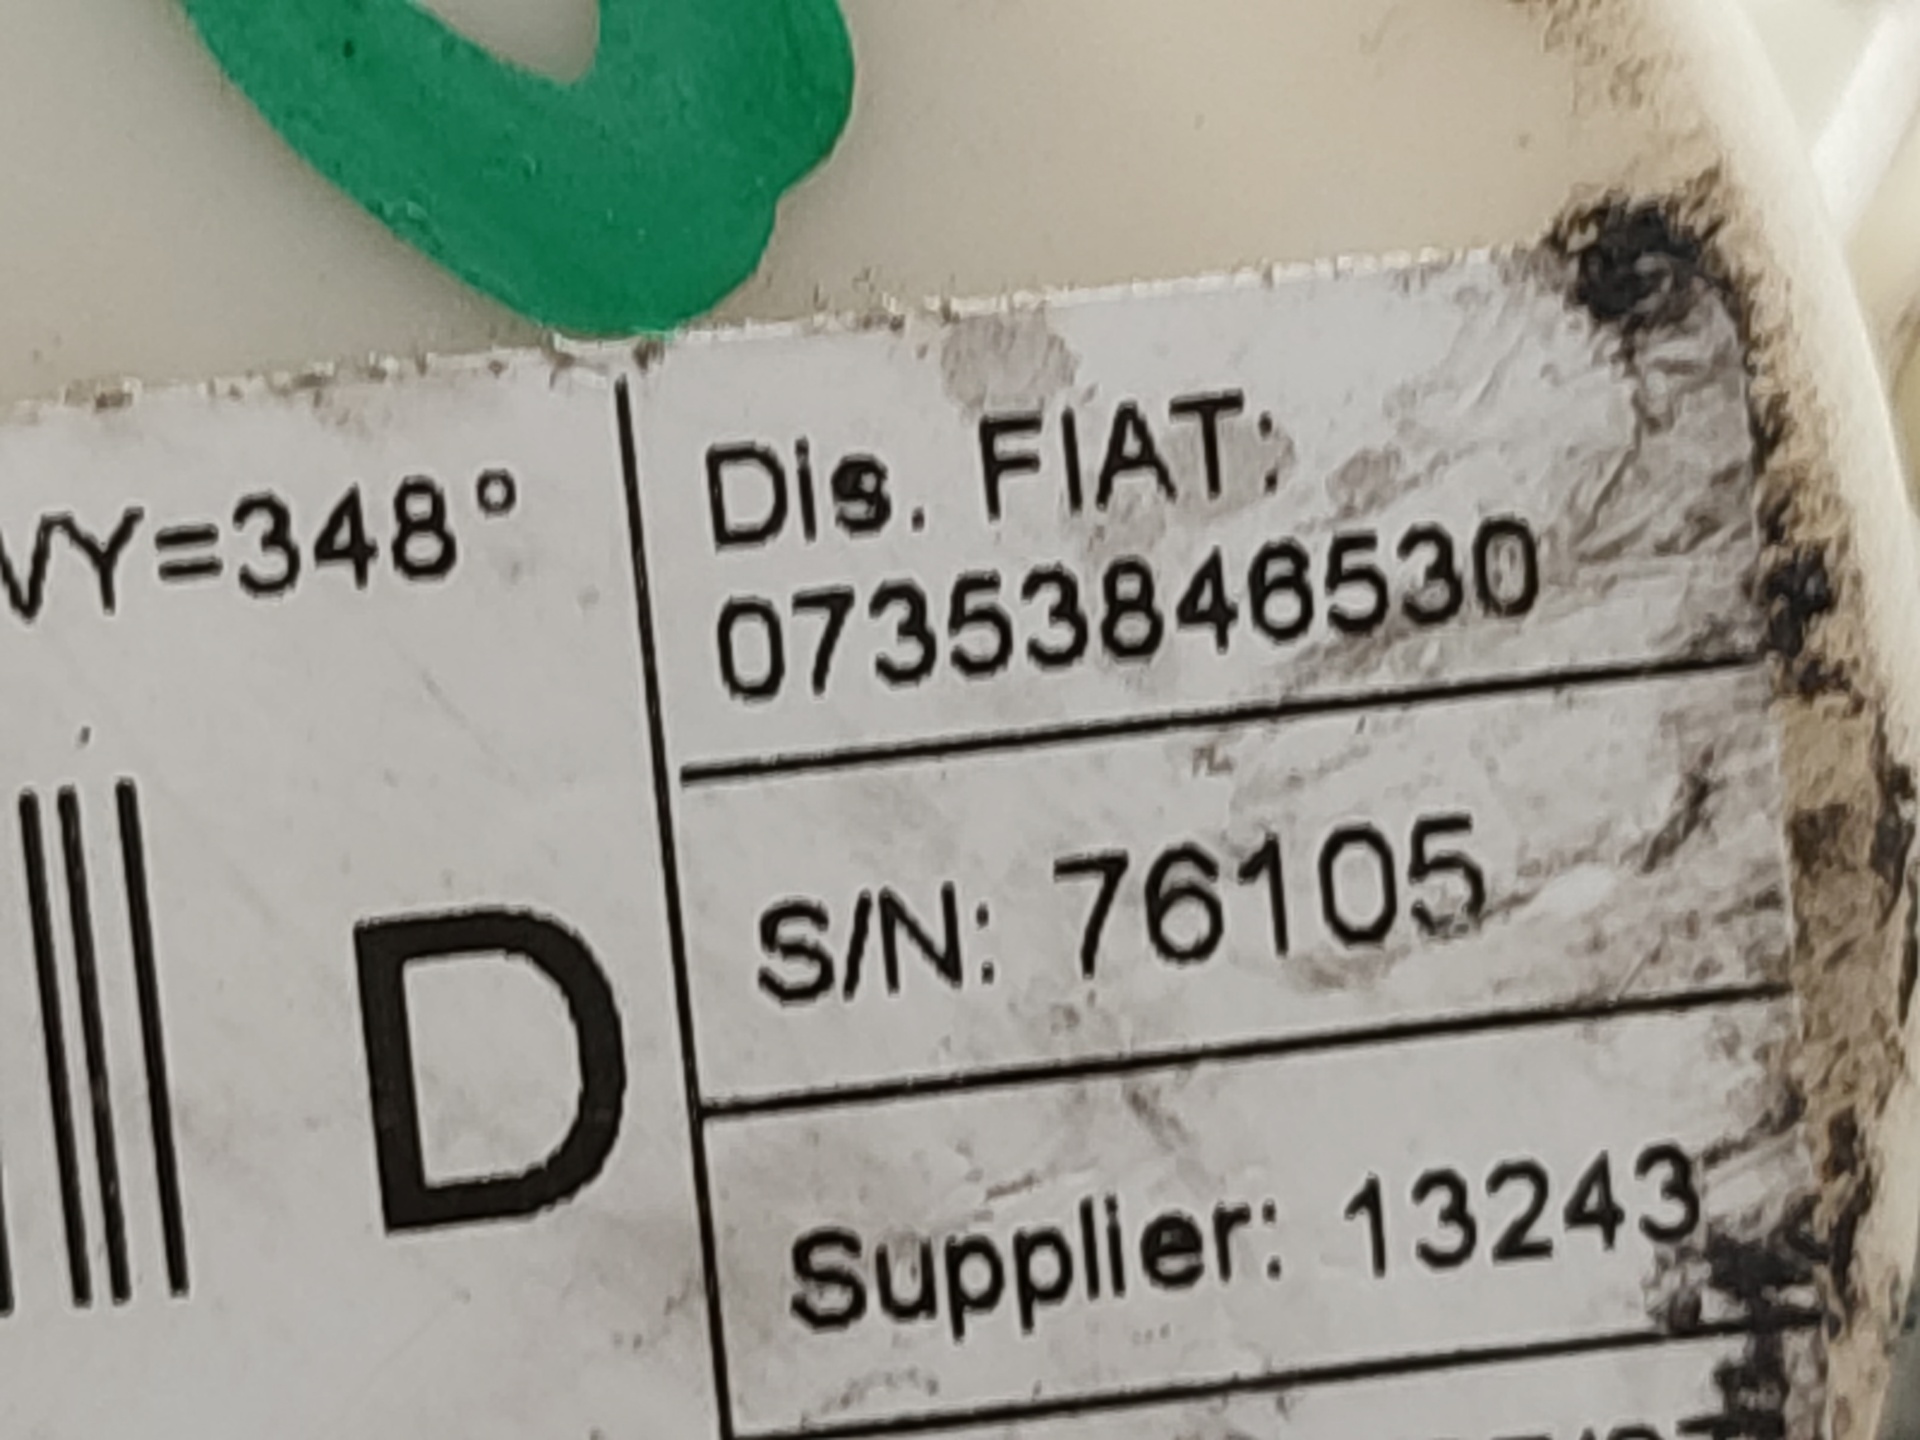 VY=348°
Dis. FIAT:
07353846530
D
S/N: 76105
Supplier: 13243